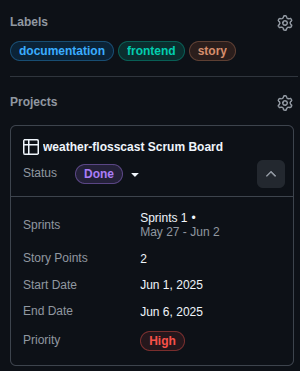 Labels
documentation frontend story
Projects
weather-flosscast Scrum Board
Status Done
Sprints Sprints 1 •
May 27 - Jun 2
Story Points 2
Start Date Jun 1, 2025
End Date Jun 6, 2025
Priority High